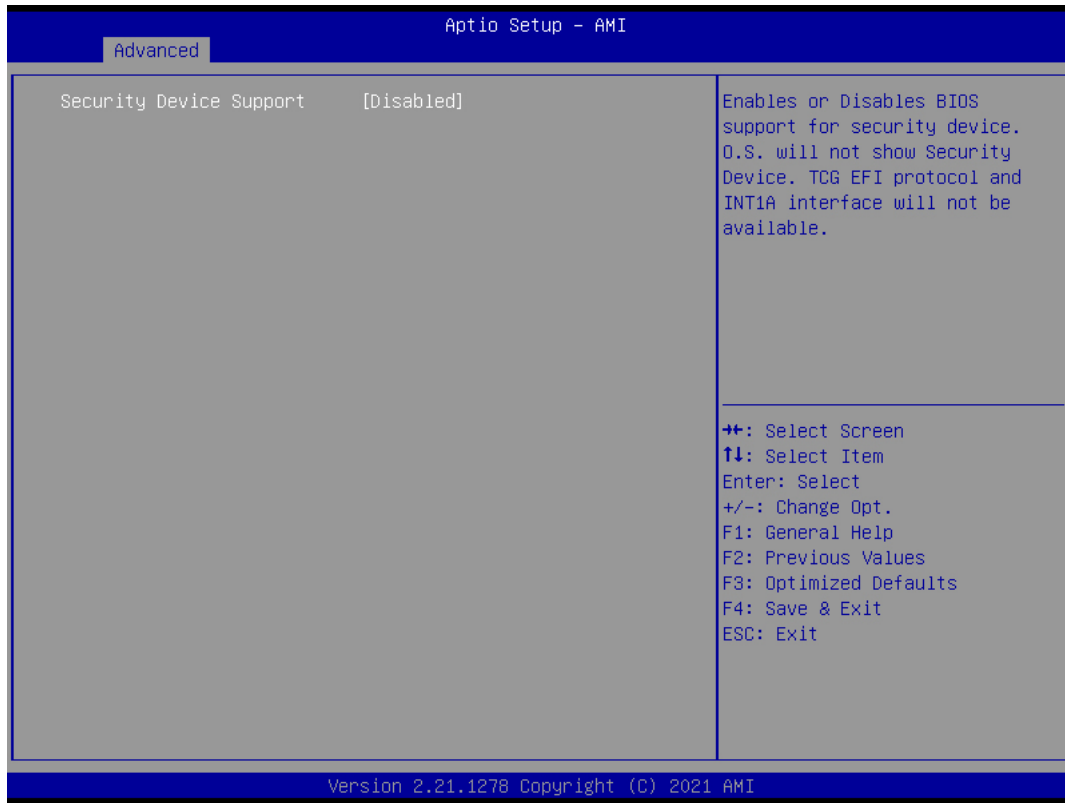 Aptio Setup – AMI
Advanced
Security Device Support [Disabled]
Enables or Disables BIOS
support for security device.
O.S. will not show Security
Device. TCG EFI protocol and
INT1A interface will not be
available.
→←: Select Screen
↑↓: Select Item
Enter: Select
+/-: Change Opt.
F1: General Help
F2: Previous Values
F3: Optimized Defaults
F4: Save & Exit
ESC: Exit
Version 2.21.1278 Copyright (C) 2021 AMI